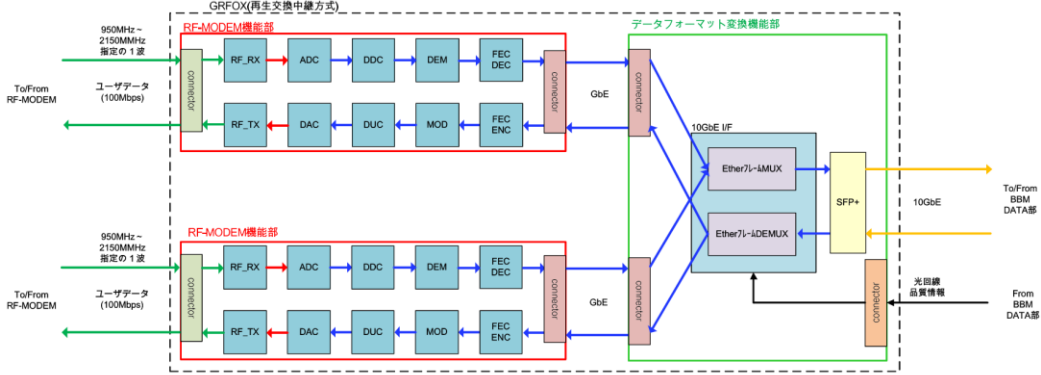 GRFOX(再生交換中継方式)
RF-MODEM機能部
データフォーマット変換機能部
950MHz～
2150MMHz
指定の１波
connector
RF_RX
ADC
DDC
DEM
FEC
DEC
connector
connector
To/From
RF-MODEM
ユーザデータ
(100Mbps)
GbE
RF_TX
DAC
DUC
MOD
FEC
ENC
10GbE I/F
EtherﾌﾚｰﾑMUX
EtherﾌﾚｰﾑDEMUX
SFP+
10GbE
To/From
BBM
DATA部
RF-MODEM機能部
950MHz～
2150MMHz
指定の１波
connector
RF_RX
ADC
DDC
DEM
FEC
DEC
connector
connector
To/From
RF-MODEM
ユーザデータ
(100Mbps)
GbE
RF_TX
DAC
DUC
MOD
FEC
ENC
connector
光回線
品質情報
From
BBM
DATA部